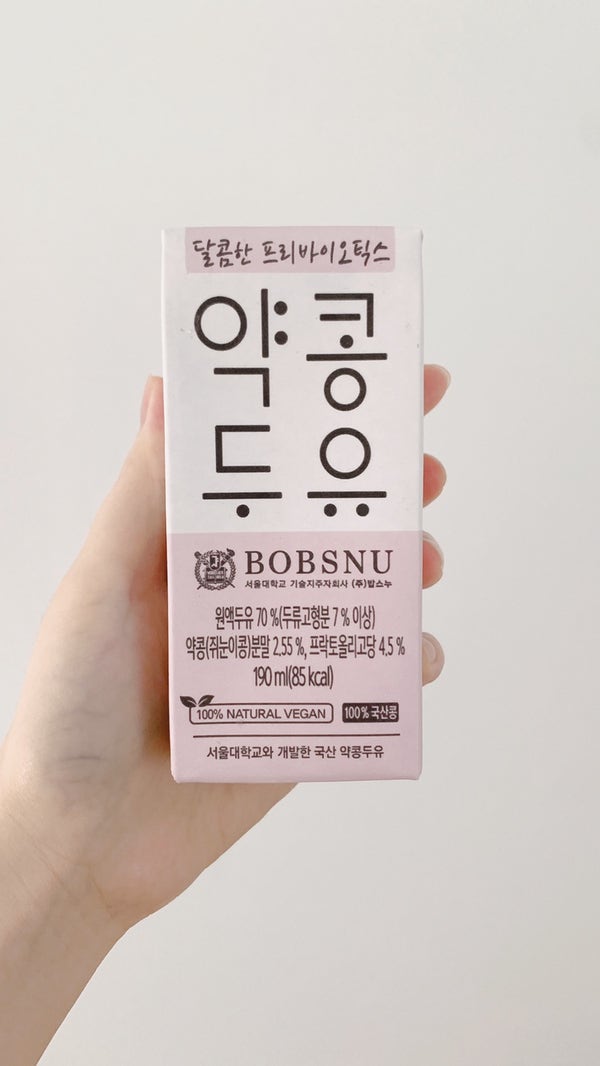 달콤한 프리바이오틱스
약콩
두유
BOBSNU
서울대학교 기술지주자회사 (주)밥스누
원액두유 70 %(두류고형분 7 % 이상)
약콩(쥐눈이콩)분말 2.55 %, 프락토올리고당 4.5 %
190 ml(85 kcal)
100% NATURAL VEGAN 100% 국산콩
서울대학교와 개발한 국산 약콩두유